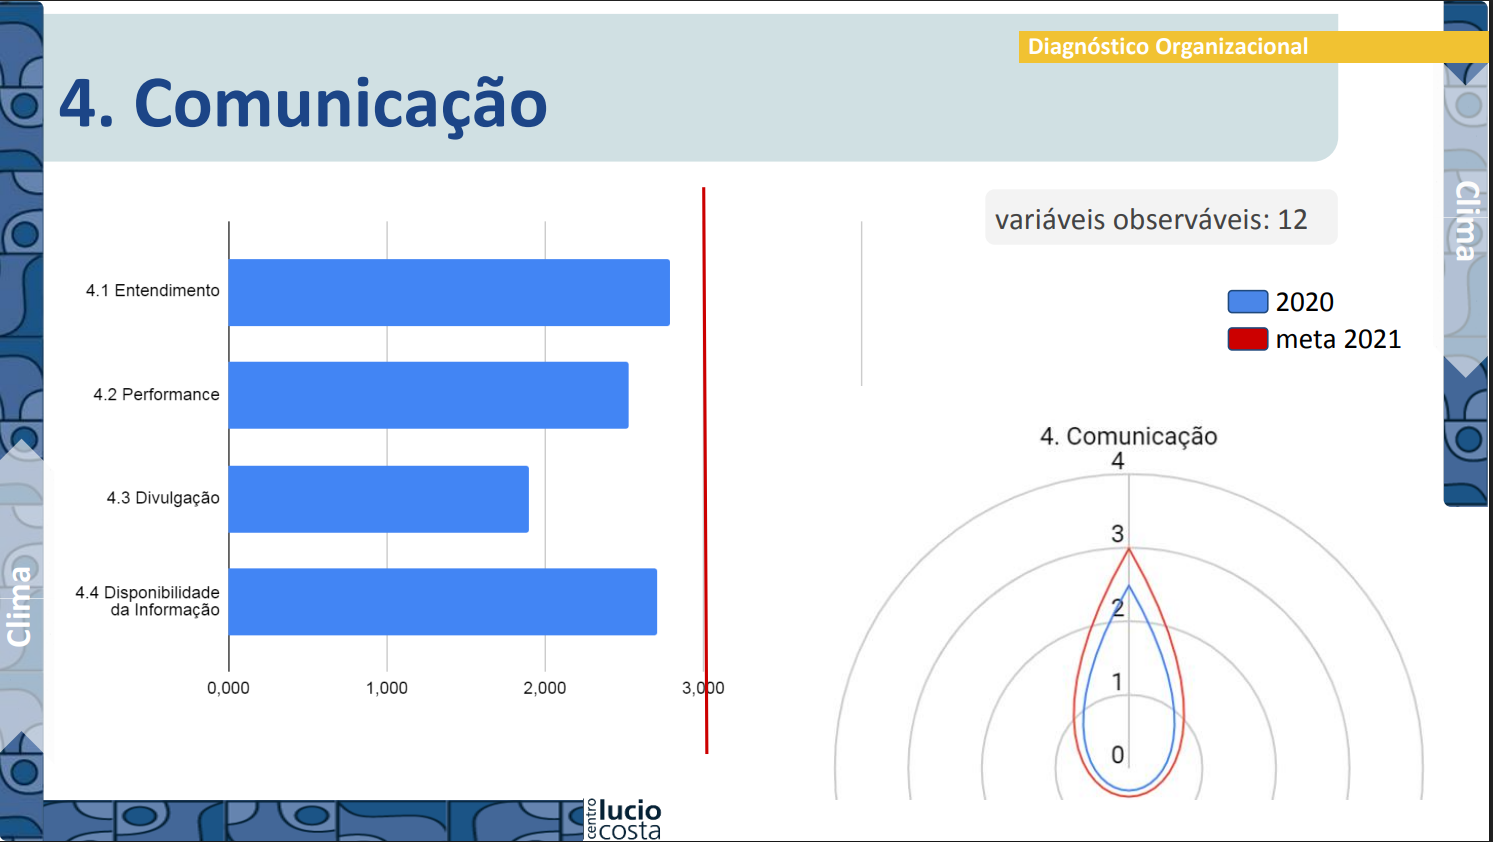 Diagnóstico Organizacional
4. Comunicação
variáveis observáveis: 12
2020
meta 2021
4.1 Entendimento
4.2 Performance
4.3 Divulgação
4.4 Disponibilidade
da Informação
0,000 1,000 2,000 3,000
4. Comunicação
4
3
2
1
0
Clima
Clima
centro
lucio
costa